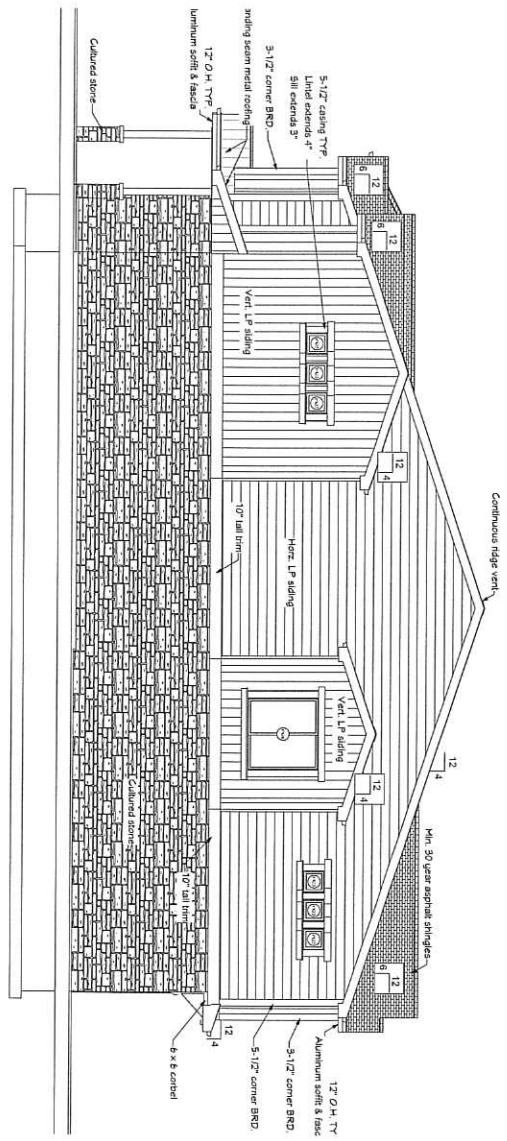 Continuous ridge vent
12
4
Min. 30 year asphalt shingles
12
6
12
6
12
6
12
4
12
4
5-1/2" casing TYP.
Lintel extends 4"
Sill extends 3"
3-1/2" corner BRD.
anding seam metal roofing
12" O.H. TYP.
luminum soffit & fascia
Cultured stone
Vert. LP siding
Horz. LP siding
Vert. LP siding
10" tall trim
10" tall trim
Cultured stone
12" O.H. TY
Aluminum soffit & fasc
3-1/2" corner BRD.
5-1/2" corner BRD.
12
4
6 x 6 corbel